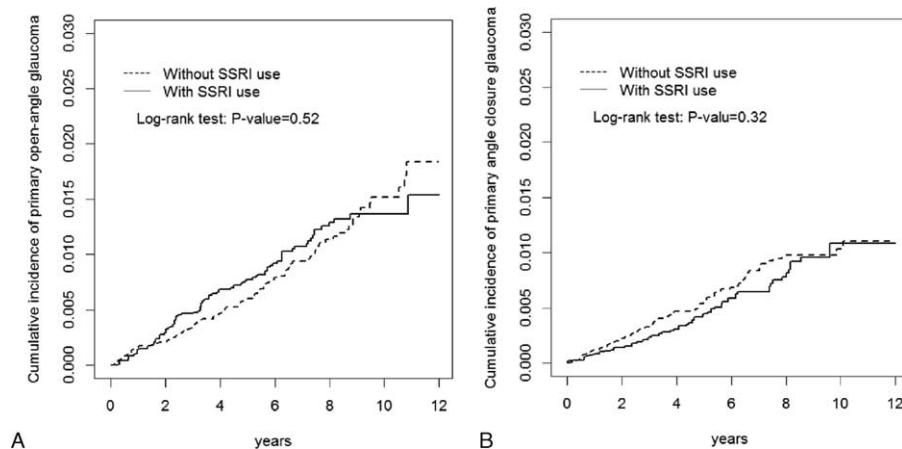 Cumulative incidence of primary open-angle glaucoma
0.030
0.025
0.020
0.015
0.010
0.005
0.000
Without SSRI use
With SSRI use
Log-rank test: P-value=0.52
0 2 4 6 8 10 12
years
A
Cumulative incidence of primary angle closure glaucoma
0.030
0.025
0.020
0.015
0.010
0.005
0.000
Without SSRI use
With SSRI use
Log-rank test: P-valu=0.32
0 2 4 6 8 10 12
years
B